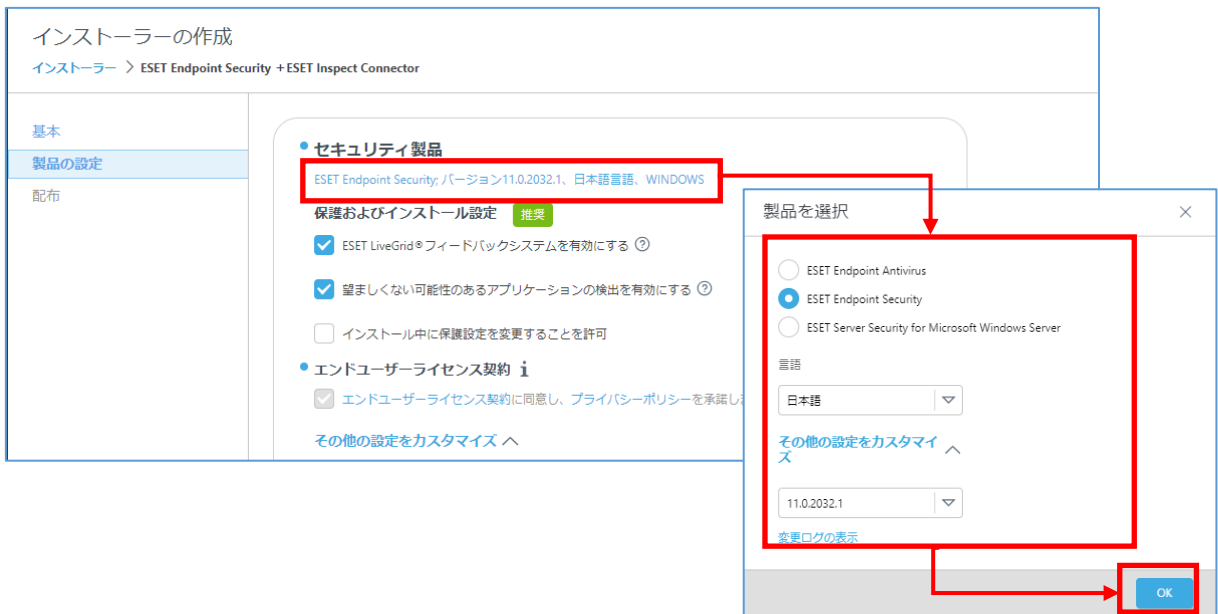 インストーラーの作成
インストーラー > ESET Endpoint Security +ESET Inspect Connector
基本
製品の設定
配布
セキュリティ製品
ESET Endpoint Security; バージョン11.0.2032.1、日本語言語、WINDOWS
保護およびインストール設定 推奨
ESET LiveGrid®フィードバックシステムを有効にする ?
望ましくない可能性のあるアプリケーションの検出を有効にする ?
インストール中に保護設定を変更することを許可
エンドユーザーライセンス契約 i
エンドユーザーライセンス契約に同意し、プライバシーポリシーを承諾し
その他の設定をカスタマイズ
製品を選択
ESET Endpoint Antivirus
ESET Endpoint Security
ESET Server Security for Microsoft Windows Server
言語
日本語
その他の設定をカスタマイ
ズ
11.0.2032.1
変更ログの表示
OK